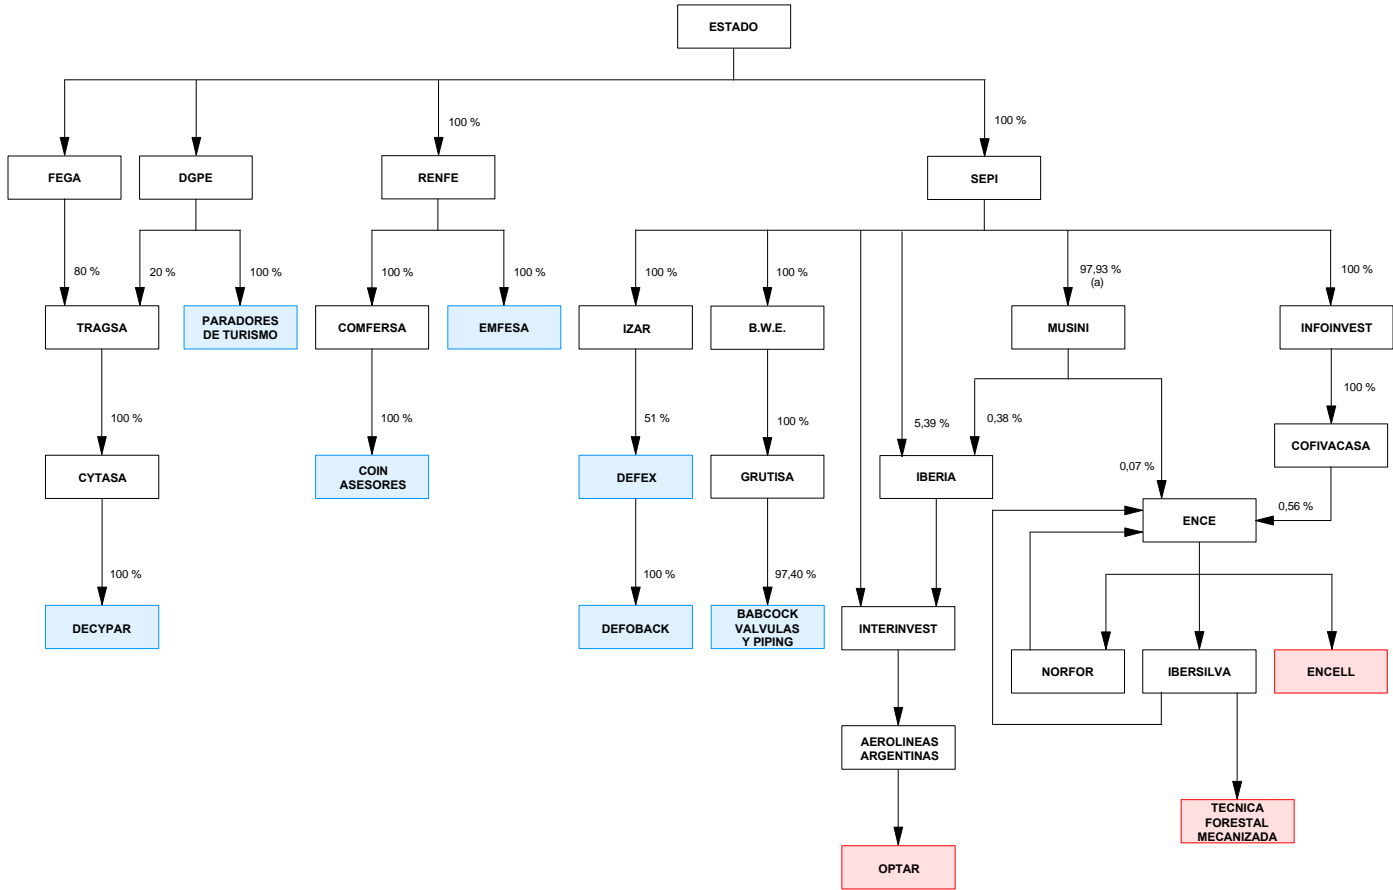 ESTADO
100 %
100 %
FEGA
DGPE
RENFE
SEPI
80 %
20 %
100 %
100 %
100 %
100 %
100 %
97,93 %
(a)
100 %
TRAGSA
PARADORES
DE TURISMO
COMFERSA
EMFESA
IZAR
B.W.E.
MUSINI
INFOINVEST
100 %
100 %
51 %
100 %
5,39 %
0,38 %
100 %
CYTASA
COIN
ASESORES
DEFEX
GRUTISA
IBERIA
0,07 %
COFIVACASA
ENCE
0,56 %
100 %
100 %
97,40 %
DECYPAR
DEFOBACK
BABCOCK
VALVULAS
Y PIPING
INTERINVEST
NORFOR
IBERSILVA
ENCELL
AEROLINEAS
ARGENTINAS
TECNICA
FORESTAL
MECANIZADA
OPTAR